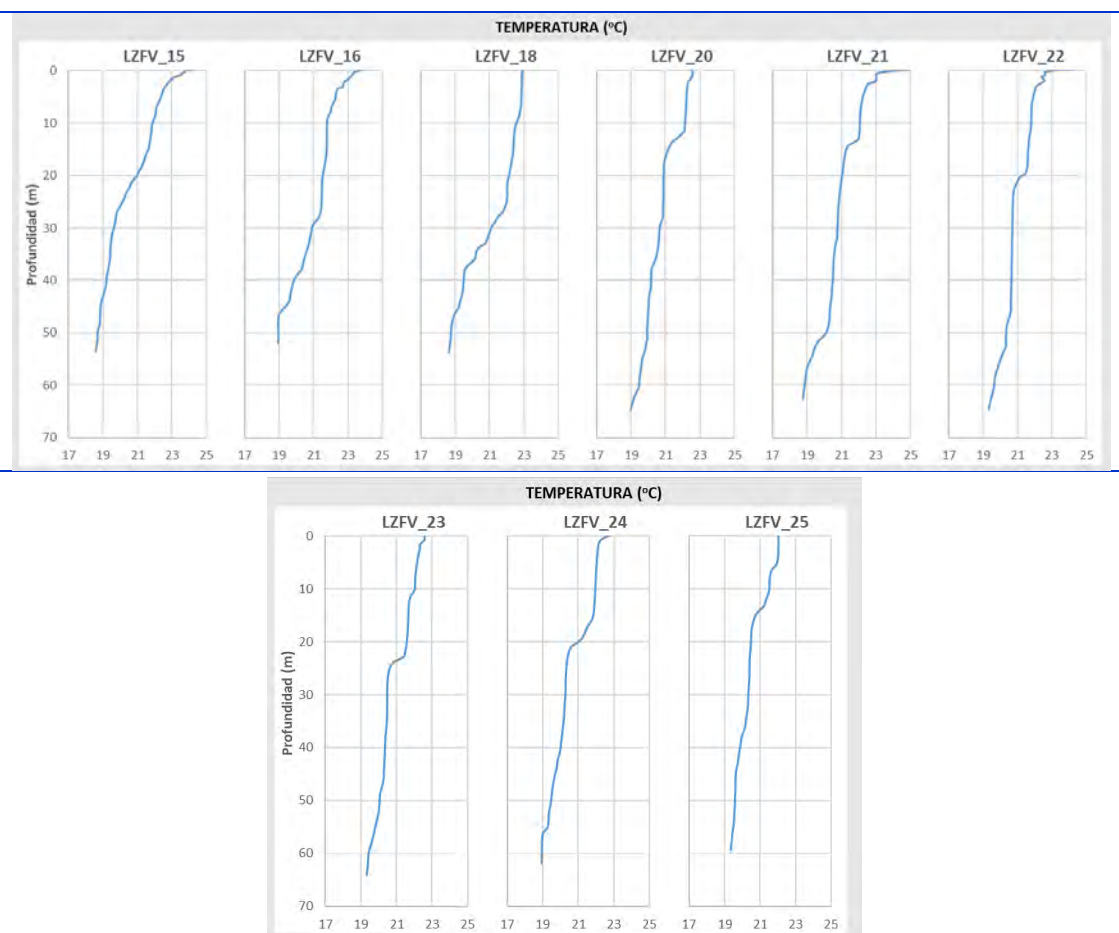 TEMPERATURA (ºC)
LZFV_15 LZFV_16 LZFV_18 LZFV_20 LZFV_21 LZFV_22
Profundidad (m)
0
10
20
30
40
50
60
70
17 19 21 23 25 17 19 21 23 25 17 19 21 23 25 17 19 21 23 25 17 19 21 23 25 17 19 21 23 25
TEMPERATURA (ºC)
LZFV_23 LZFV_24 LZFV_25
Profundidad (m)
0
10
20
30
40
50
60
70
17 19 21 23 25 17 19 21 23 25 17 19 21 23 25